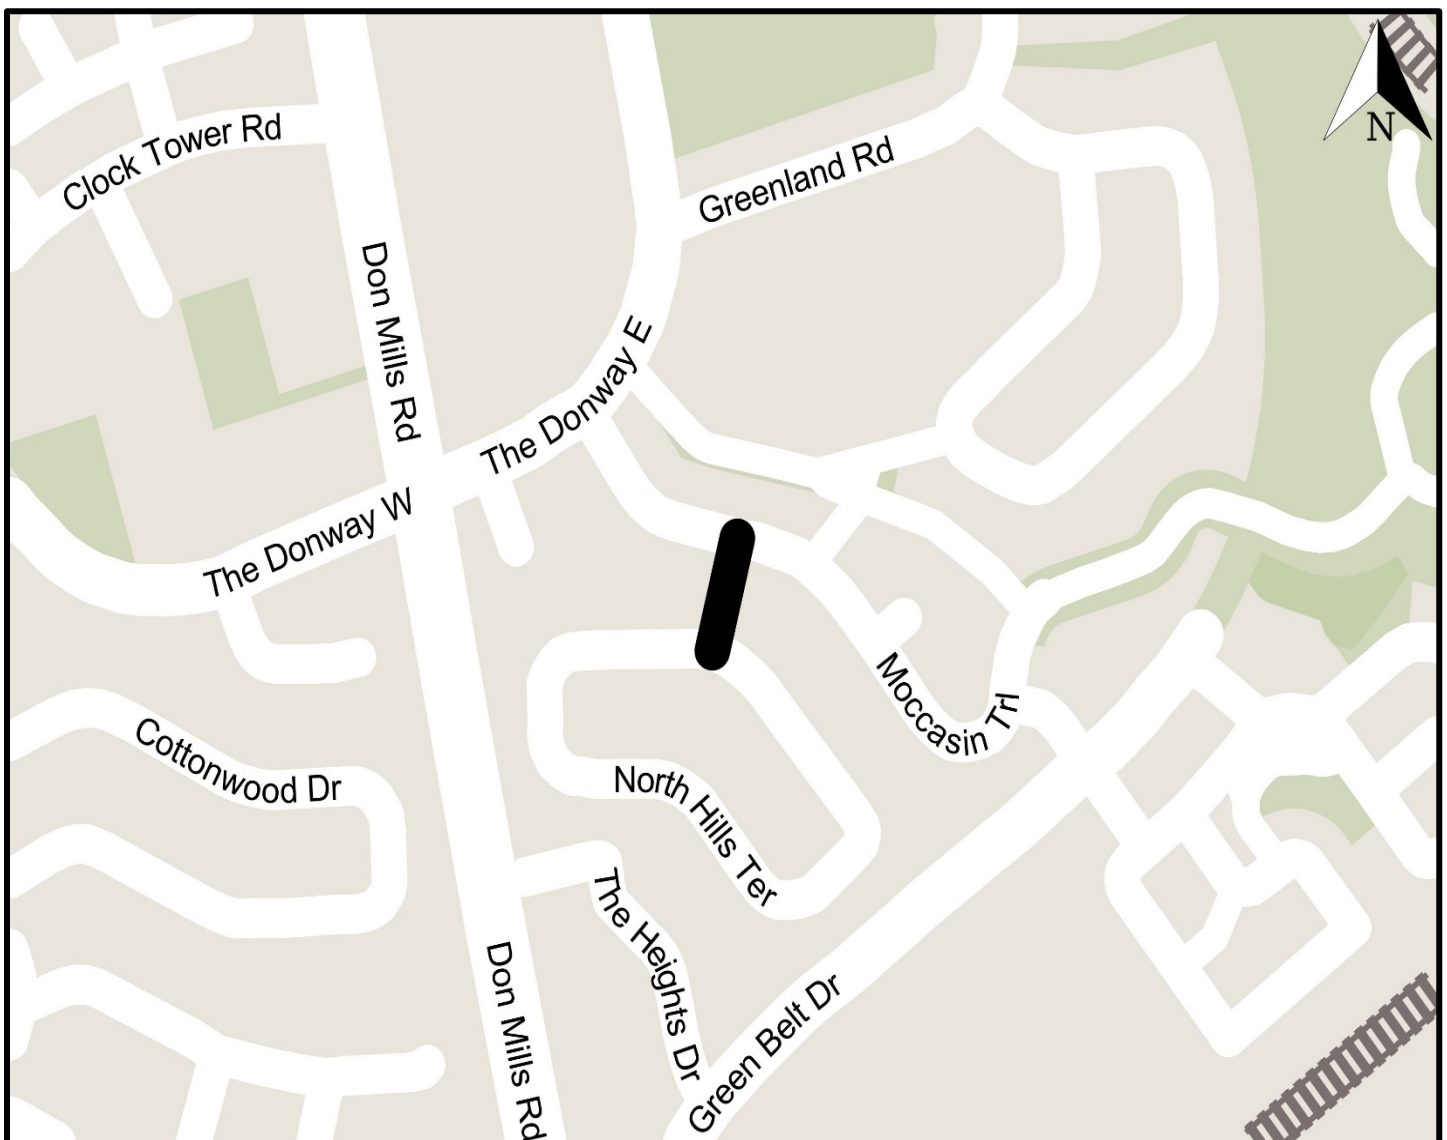 N
Clock Tower Rd
Greenland Rd
Don Mills Rd
The Donway E
The Donway W
Moccasin Trl
Cottonwood Dr
North Hills Ter
The Heights Dr
Don Mills Rd
Green Belt Dr